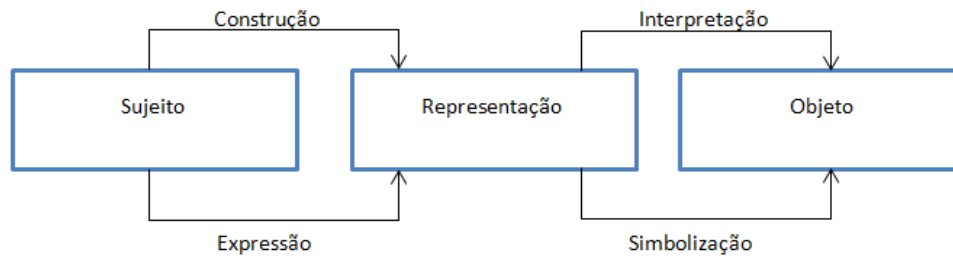 Construção
Interpretação
Sujeito
Representação
Objeto
Expressão
Simbolização